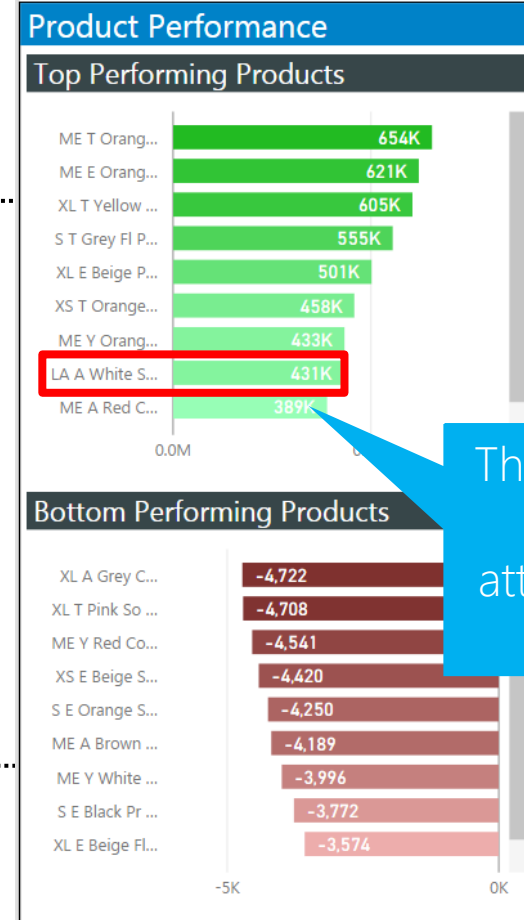 Product Performance
Top Performing Products
ME T Orang... 654K
ME E Orang... 621K
XL T Yellow ... 605K
S T Grey Fl P... 555K
XL E Beige P... 501K
XS T Orange... 458K
ME Y Orang... 433K
LA A White S... 431K
ME A Red C... 389K
0.0M
Th
Bottom Performing Products
att
XL A Grey C... -4,722
XL T Pink So ... -4,708
ME Y Red Co... -4,541
XS E Beige S... -4,420
S E Orange S... -4,250
ME A Brown ... -4,189
ME Y White ... -3,996
S E Black Pr ... -3,772
XL E Beige Fl... -3,574
-5K 0K